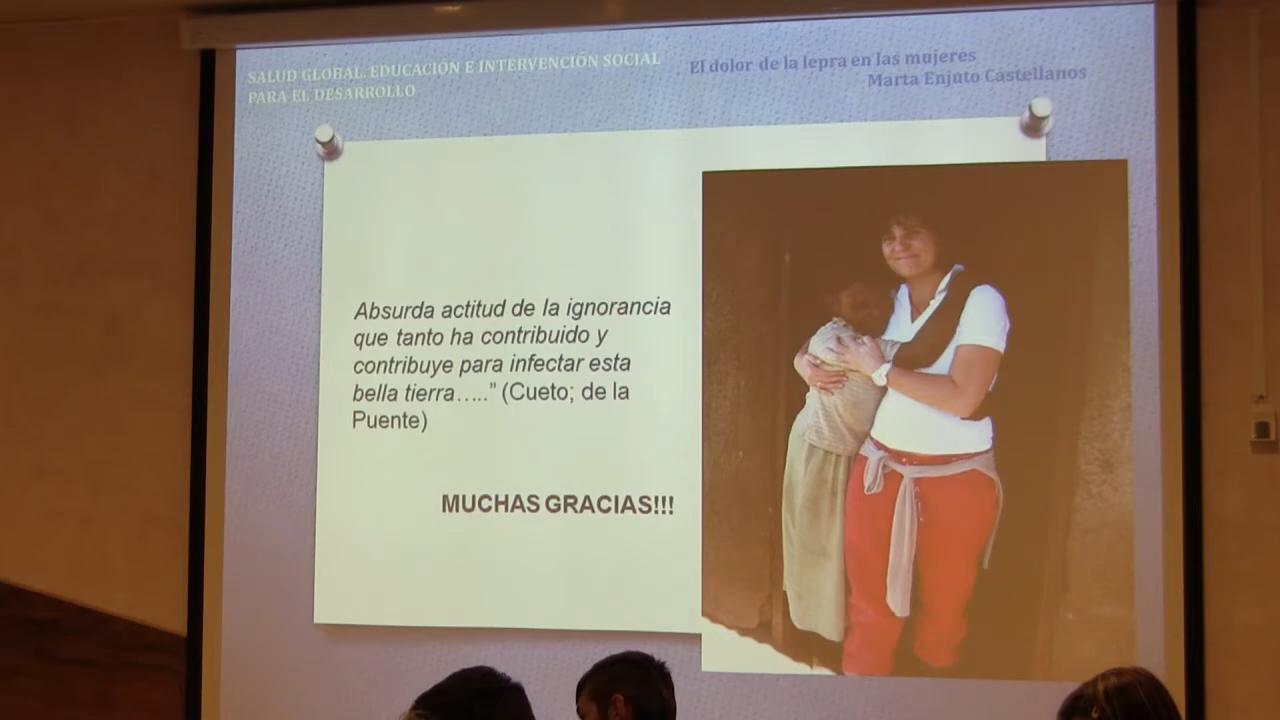 SALUD GLOBAL. EDUCACIÓN E INTERVENCIÓN SOCIAL
PARA EL DESARROLLO
El dolor de la lepra en las mujeres
Marta Enjuto Castellanos
Absurda actitud de la ignorancia
que tanto ha contribuido y
contribuye para infectar esta
bella tierra....." (Cueto; de la
Puente)
MUCHAS GRACIAS!!!